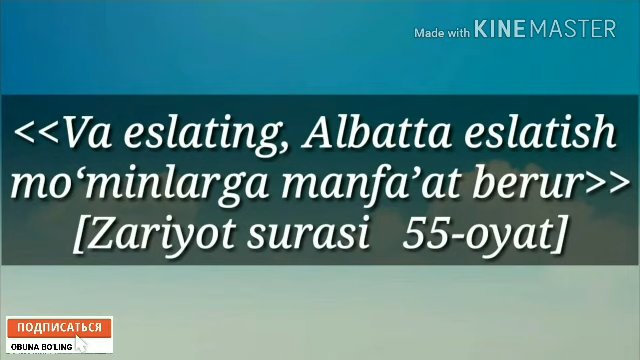 Made with KINEMASTER
<<Va eslating, Albatta eslatish
mo‘minlarga manfa’at berur>>
[Zariyot surasi 55-oyat]
ПОДПИСАТЬСЯ
OBUNA BO'LING